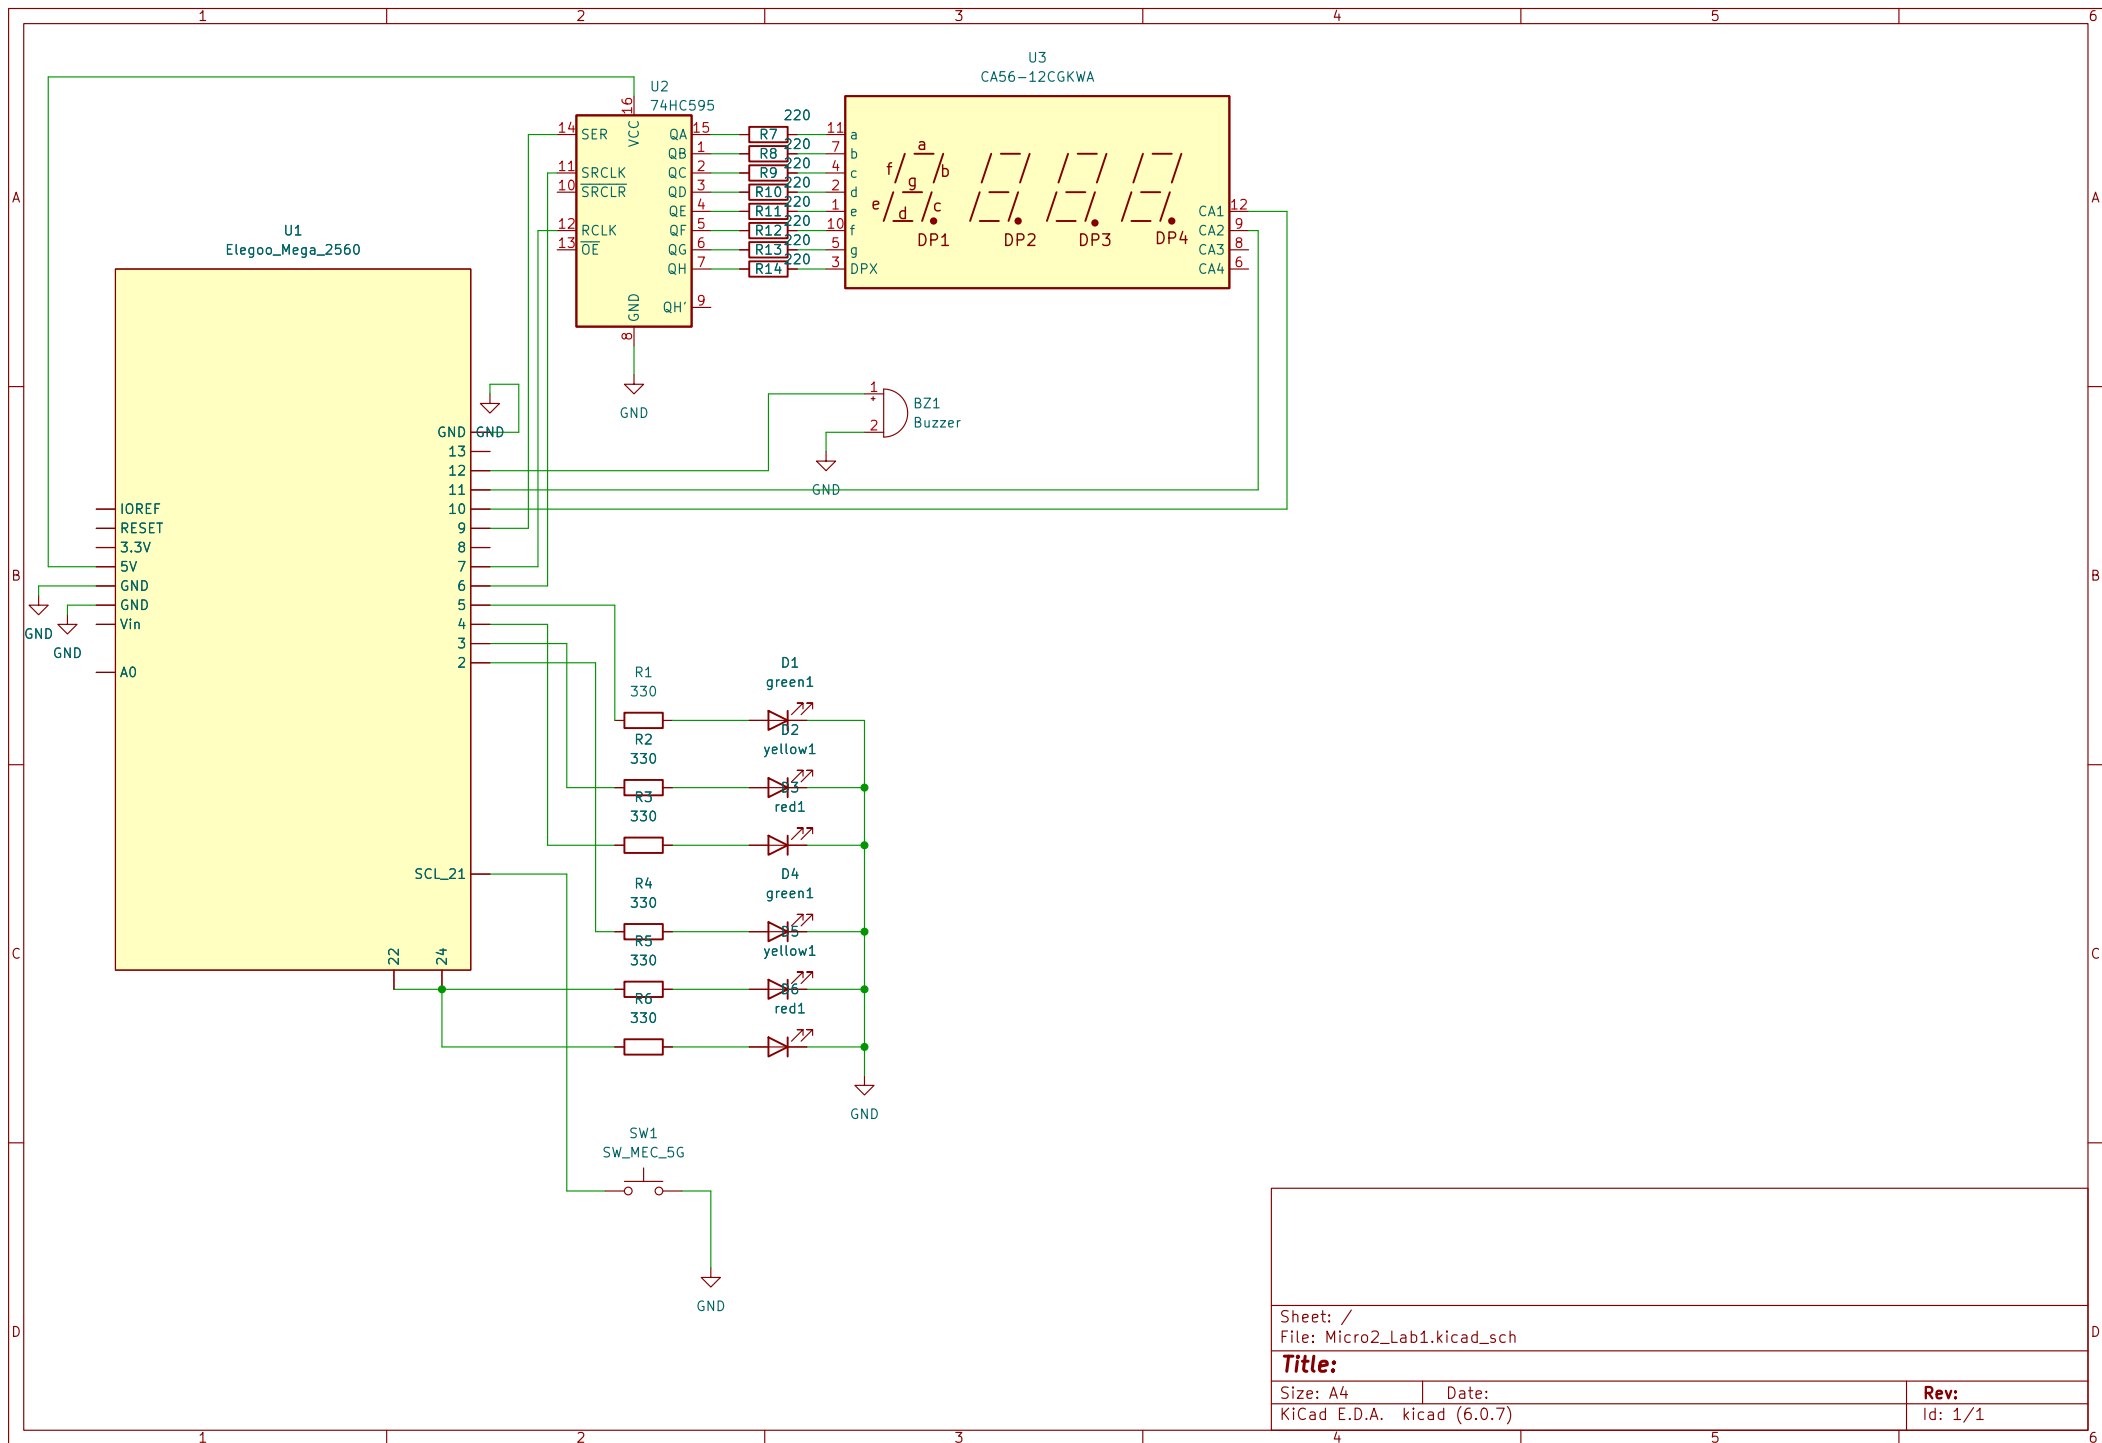 1 2 3 4 5 6
A
B
C
D
A
B
C
D
U1
Elegoo_Mega_2560
IOREF
RESET
3.3V
5V
GND
GND
Vin
A0
GND
GND
GND
13
12
11
10
9
8
7
6
5
4
3
2
SCL_21
22
24
GND
U2
74HC595
16
VCC
14 SER
11 SRCLK
10 SRCLR
12 RCLK
13 OE
QA 15
QB 1
QC 2
QD 3
QE 4
QF 5
QG 6
QH 7
QH' 9
GND
8
GND
220
R7
220
R8
220
R9
220
R10
220
R11
220
R12
220
R13
220
R14
U3
CA56-12CGKWA
11 a
7 b
4 c
2 d
1 e
10 f
5 g
3 DPX
a
f b
g
e c
d
DP1 DP2 DP3 DP4
CA1 12
CA2 9
CA3 8
CA4 6
1
+
2
BZ1
Buzzer
GND
R1
330
D1
green1
R2
330
D2
yellow1
R3
330
D3
red1
R4
330
D4
green1
R5
330
D5
yellow1
R6
330
D6
red1
GND
SW1
SW_MEC_5G
GND
Sheet: /
File: Micro2_Lab1.kicad_sch
Title:
Size: A4 Date: Rev:
KiCad E.D.A. kicad (6.0.7) Id: 1/1
1 2 3 4 5 6